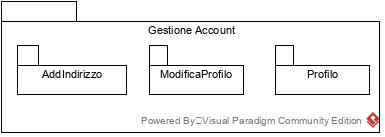 Gestione Account
AddIndirizzo
ModificaProfilo
Profilo
Powered By Visual Paradigm Community Edition